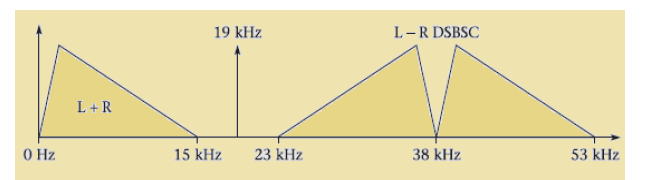 19 kHz
L – R DSBSC
L + R
0 Hz
15 kHz
23 kHz
38 kHz
53 kHz